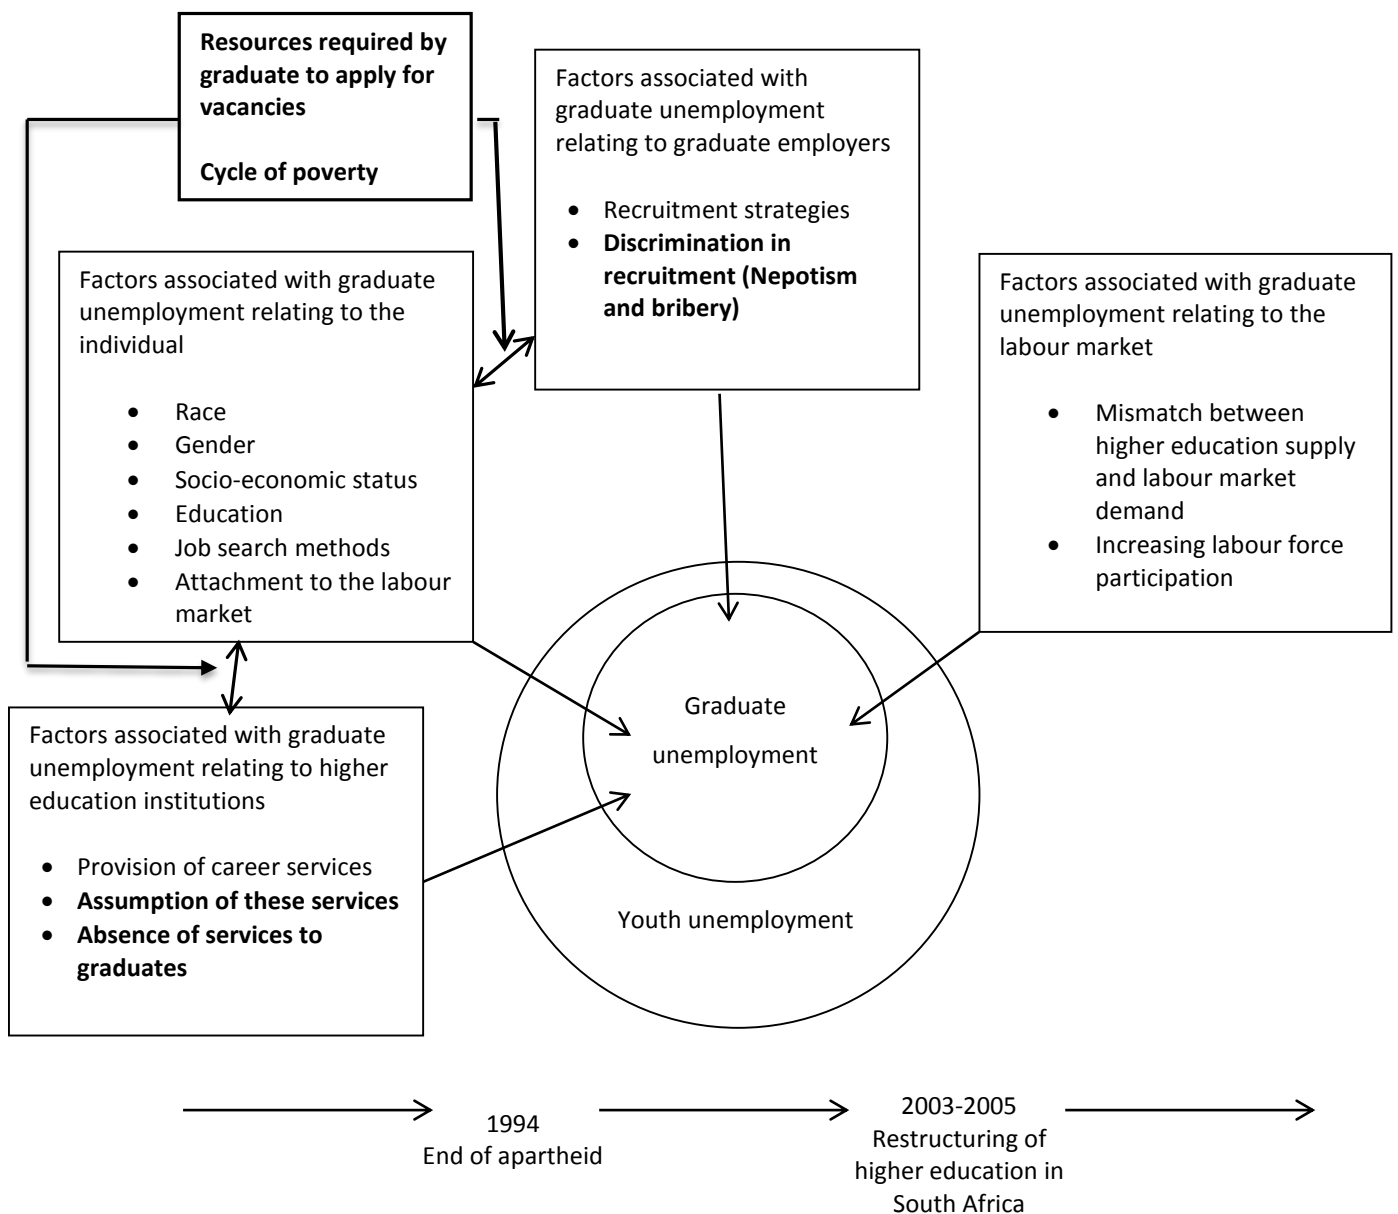 Resources required by
graduate to apply for
vacancies
Cycle of poverty
Factors associated with
graduate unemployment
relating to graduate employers
• Recruitment strategies
• Discrimination in
recruitment (Nepotism
and bribery)
Factors associated with graduate
unemployment relating to the
individual
• Race
• Gender
• Socio-economic status
• Education
• Job search methods
• Attachment to the labour
market
Factors associated with graduate
unemployment relating to the
labour market
• Mismatch between
higher education supply
and labour market
demand
• Increasing labour force
participation
Factors associated with graduate
unemployment relating to higher
education institutions
• Provision of career services
• Assumption of these services
• Absence of services to
graduates
Graduate
unemployment
Youth unemployment
1994
End of apartheid
2003-2005
Restructuring of
higher education in
South Africa